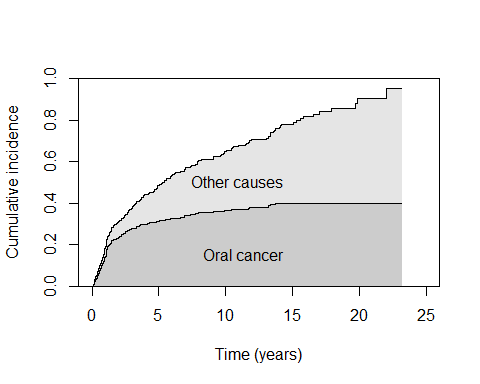 Cumulative incidence
1.0
0.8
0.6
0.4
0.2
0.0
Other causes
Oral cancer
0 5 10 15 20 25
Time (years)